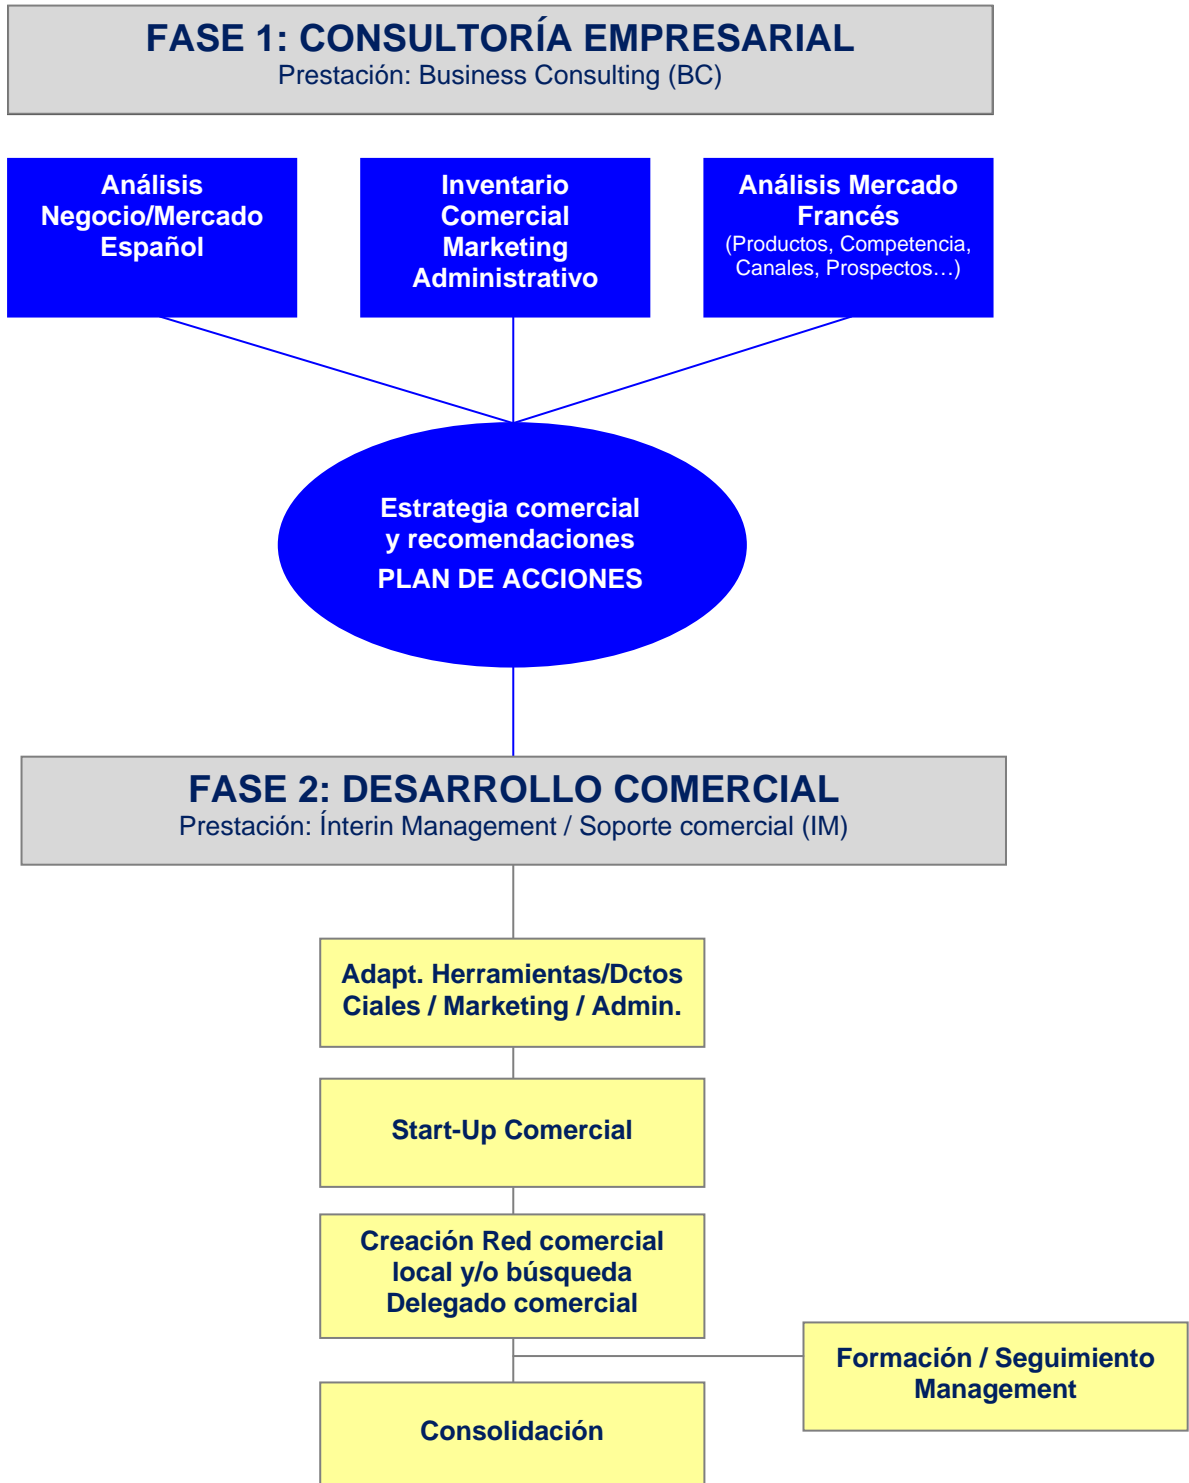 FASE 1: CONSULTORÍA EMPRESARIAL
Prestación: Business Consulting (BC)
Análisis
Negocio/Mercado
Español
Inventario
Comercial
Marketing
Administrativo
Análisis Mercado
Francés
(Productos, Competencia,
Canales, Prospectos…)
Estrategia comercial
y recomendaciones
PLAN DE ACCIONES
FASE 2: DESARROLLO COMERCIAL
Prestación: Ínterin Management / Soporte comercial (IM)
Adapt. Herramientas/Dctos
Ciales / Marketing / Admin.
Start-Up Comercial
Creación Red comercial
local y/o búsqueda
Delegado comercial
Formación / Seguimiento
Management
Consolidación